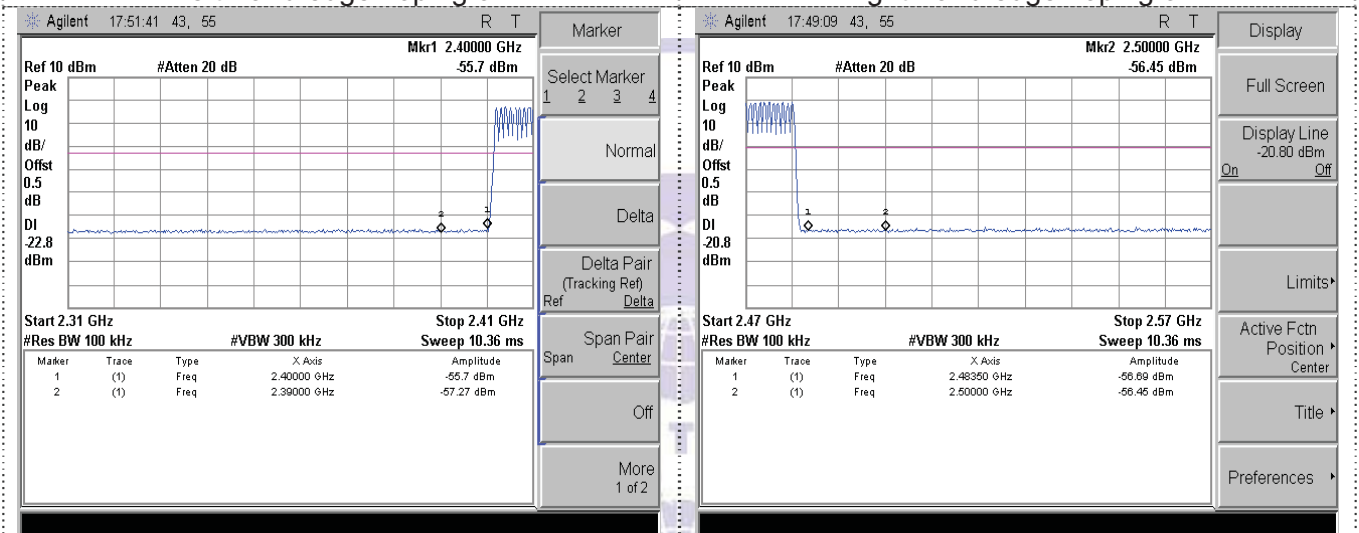 Agilent 17:51:41 43, 55 R T
Mkr1 2.40000 GHz
Ref 10 dBm #Atten 20 dB -55.7 dBm
Peak
Log
10
dB/
Offst
0.5
dB
DI
-22.8
dBm
2
1
Start 2.31 GHz Stop 2.41 GHz
#Res BW 100 kHz #VBW 300 kHz Sweep 10.36 ms
Marker Trace Type X Axis Amplitude
1 (1) Freq 2.40000 GHz -55.7 dBm
2 (1) Freq 2.39000 GHz -57.27 dBm
Marker
Select Marker
1 2 3 4
Normal
Delta
Delta Pair
(Tracking Ref)
Ref Delta
Span Pair
Span Center
Off
More
1 of 2
Agilent 17:49:09 43, 55 R T
Mkr2 2.50000 GHz
Ref 10 dBm #Atten 20 dB -56.45 dBm
Peak
Log
10
dB/
Offst
0.5
dB
DI
-20.8
dBm
1
2
Start 2.47 GHz Stop 2.57 GHz
#Res BW 100 kHz #VBW 300 kHz Sweep 10.36 ms
Marker Trace Type X Axis Amplitude
1 (1) Freq 2.48350 GHz -56.69 dBm
2 (1) Freq 2.50000 GHz -56.45 dBm
Display
Full Screen
Display Line
-20.80 dBm
On Off
Limits
Active Fctn
Position
Center
Title
Preferences